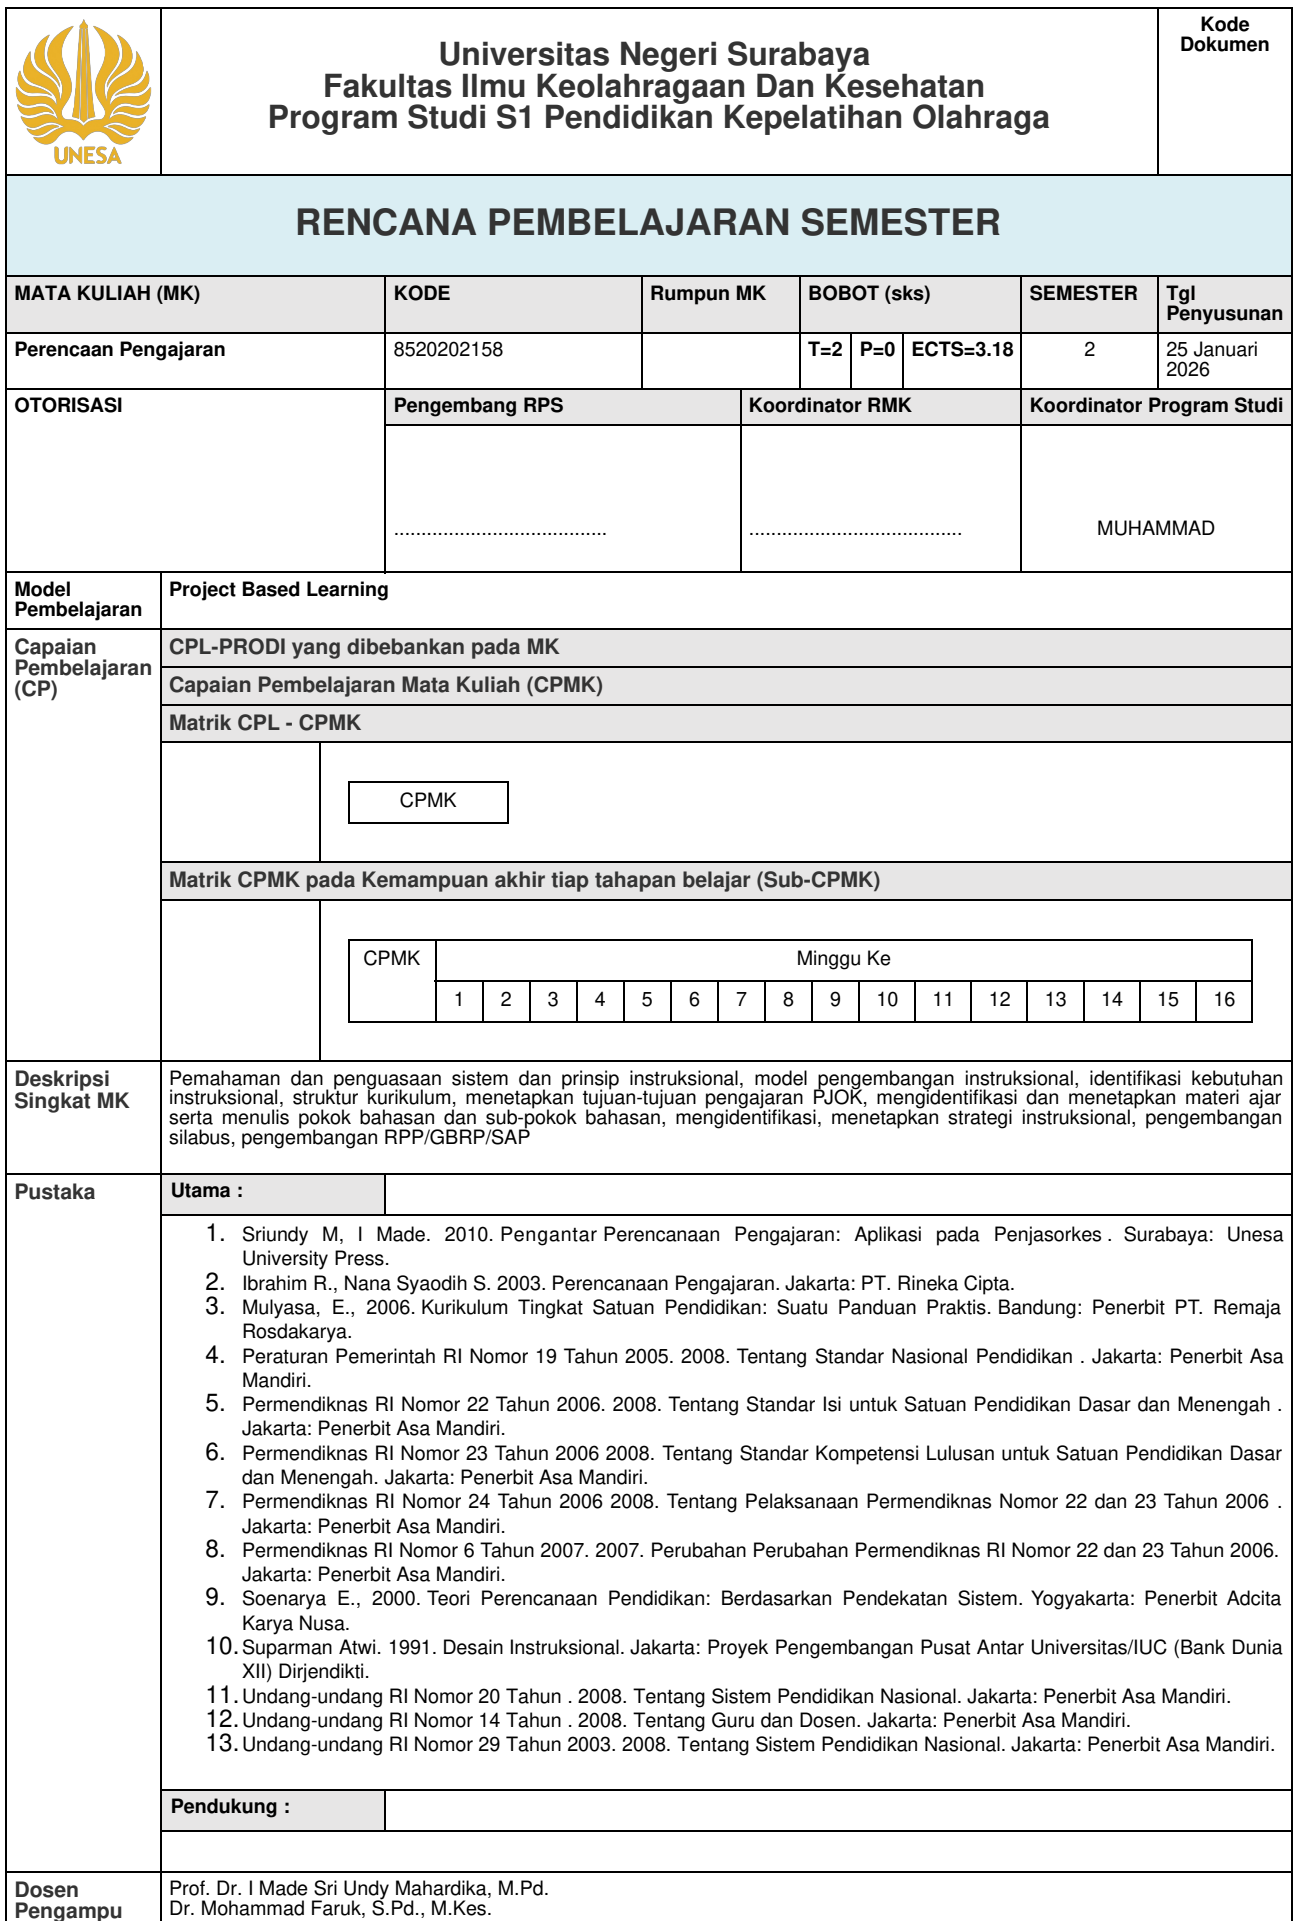 UNESA
Universitas Negeri Surabaya
Fakultas Ilmu Keolahragaan Dan Kesehatan
Program Studi S1 Pendidikan Kepelatihan Olahraga
Kode
Dokumen
RENCANA PEMBELAJARAN SEMESTER
MATA KULIAH (MK) KODE Rumpun MK BOBOT (sks) SEMESTER Tgl
Penyusunan
Perencaan Pengajaran 8520202158 T=2 P=0 ECTS=3.18 2 25 Januari
2026
OTORISASI Pengembang RPS Koordinator RMK Koordinator Program Studi
....................................... ....................................... MUHAMMAD
Model
Pembelajaran
Project Based Learning
Capaian
Pembelajaran
(CP)
CPL-PRODI yang dibebankan pada MK
Capaian Pembelajaran Mata Kuliah (CPMK)
Matrik CPL - CPMK
CPMK
Matrik CPMK pada Kemampuan akhir tiap tahapan belajar (Sub-CPMK)
CPMK Minggu Ke
1 2 3 4 5 6 7 8 9 10 11 12 13 14 15 16
Deskripsi
Singkat MK
Pemahaman dan penguasaan sistem dan prinsip instruksional, model pengembangan instruksional, identifikasi kebutuhan
instruksional, struktur kurikulum, menetapkan tujuan-tujuan pengajaran PJOK, mengidentifikasi dan menetapkan materi ajar
serta menulis pokok bahasan dan sub-pokok bahasan, mengidentifikasi, menetapkan strategi instruksional, pengembangan
silabus, pengembangan RPP/GBRP/SAP
Pustaka
Utama :
1. Sriundy M, I Made. 2010. Pengantar Perencanaan Pengajaran: Aplikasi pada Penjasorkes . Surabaya: Unesa
University Press.
2. Ibrahim R., Nana Syaodih S. 2003. Perencanaan Pengajaran. Jakarta: PT. Rineka Cipta.
3. Mulyasa, E., 2006. Kurikulum Tingkat Satuan Pendidikan: Suatu Panduan Praktis. Bandung: Penerbit PT. Remaja
Rosdakarya.
4. Peraturan Pemerintah RI Nomor 19 Tahun 2005. 2008. Tentang Standar Nasional Pendidikan . Jakarta: Penerbit Asa
Mandiri.
5. Permendiknas RI Nomor 22 Tahun 2006. 2008. Tentang Standar Isi untuk Satuan Pendidikan Dasar dan Menengah .
Jakarta: Penerbit Asa Mandiri.
6. Permendiknas RI Nomor 23 Tahun 2006 2008. Tentang Standar Kompetensi Lulusan untuk Satuan Pendidikan Dasar
dan Menengah. Jakarta: Penerbit Asa Mandiri.
7. Permendiknas RI Nomor 24 Tahun 2006 2008. Tentang Pelaksanaan Permendiknas Nomor 22 dan 23 Tahun 2006 .
Jakarta: Penerbit Asa Mandiri.
8. Permendiknas RI Nomor 6 Tahun 2007. 2007. Perubahan Perubahan Permendiknas RI Nomor 22 dan 23 Tahun 2006.
Jakarta: Penerbit Asa Mandiri.
9. Soenarya E., 2000. Teori Perencanaan Pendidikan: Berdasarkan Pendekatan Sistem. Yogyakarta: Penerbit Adcita
Karya Nusa.
10. Suparman Atwi. 1991. Desain Instruksional. Jakarta: Proyek Pengembangan Pusat Antar Universitas/IUC (Bank Dunia
XII) Dirjendikti.
11. Undang-undang RI Nomor 20 Tahun . 2008. Tentang Sistem Pendidikan Nasional. Jakarta: Penerbit Asa Mandiri.
12. Undang-undang RI Nomor 14 Tahun . 2008. Tentang Guru dan Dosen. Jakarta: Penerbit Asa Mandiri.
13. Undang-undang RI Nomor 29 Tahun 2003. 2008. Tentang Sistem Pendidikan Nasional. Jakarta: Penerbit Asa Mandiri.
Pendukung :
Dosen
Pengampu
Prof. Dr. I Made Sri Undy Mahardika, M.Pd.
Dr. Mohammad Faruk, S.Pd., M.Kes.